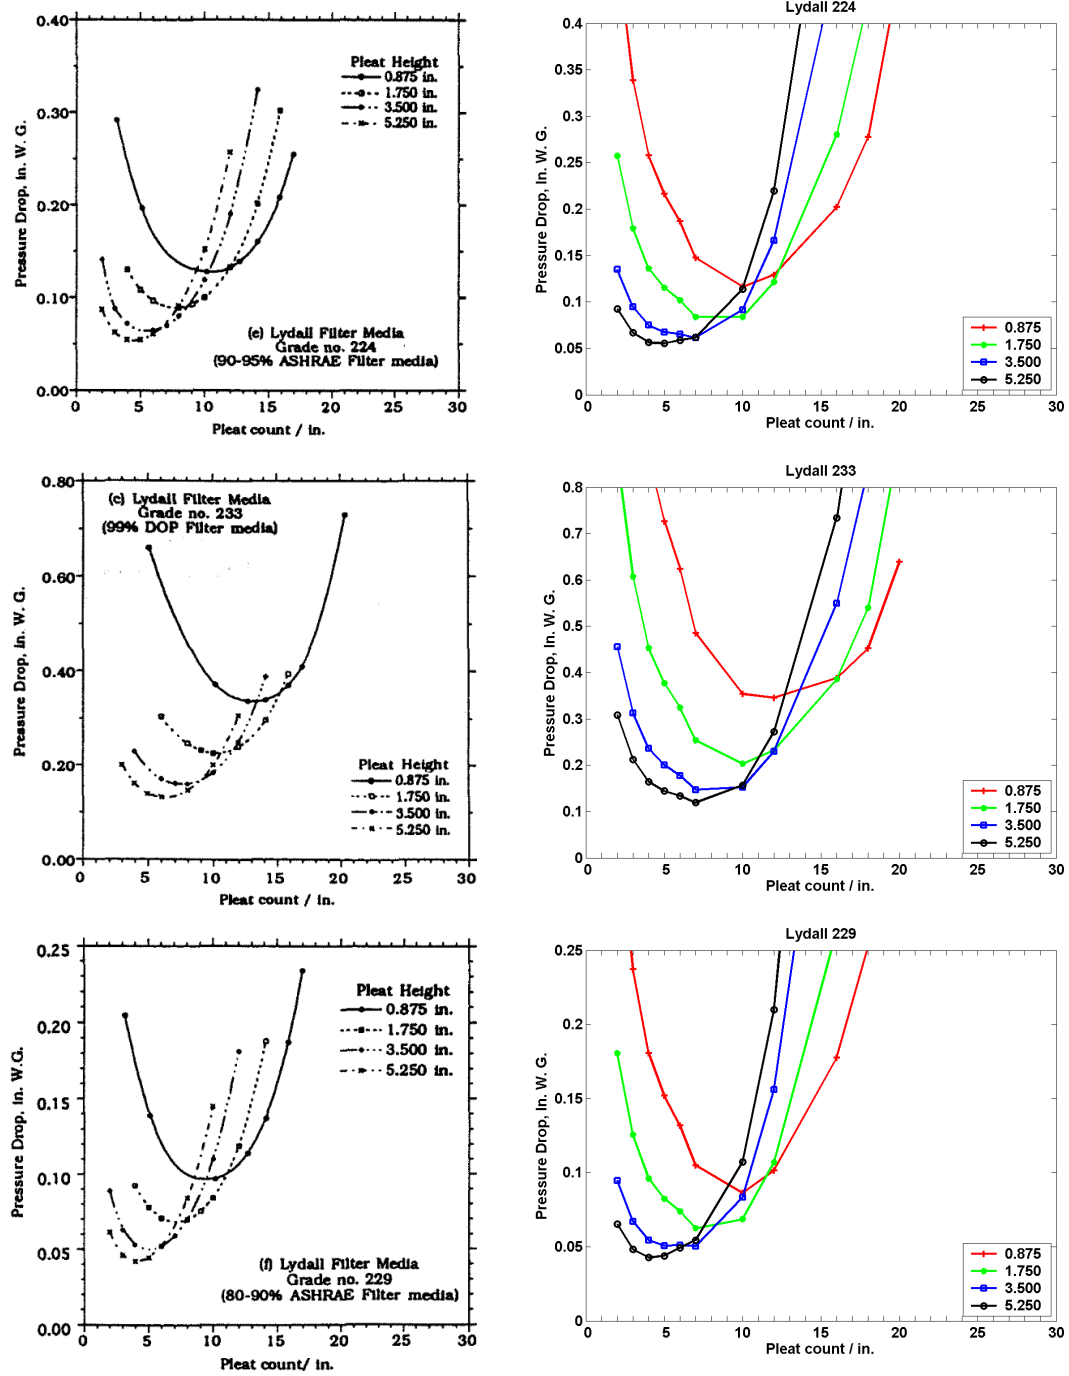 0.40
0.30
0.20
0.10
0.00
Pressure Drop, in. W. G.
Pleat Height
0.875 in.
1.750 in.
3.500 in.
5.250 in.
(e) Lydall Filter Media
Grade no. 224
(90-95% ASHRAE Filter media)
0 5 10 15 20 25 30
Pleat count / in.
Lydall 224
0.4
0.35
0.3
0.25
0.2
0.15
0.1
0.05
0
Pressure Drop, In. W. G.
0.875
1.750
3.500
5.250
0 5 10 15 20 25 30
Pleat count / in.
0.80
0.60
0.40
0.20
0.00
Pressure Drop, in. W. G.
(c) Lydall Filter Media
Grade no. 233
(99% DOP Filter media)
Pleat Height
0.875 in.
1.750 in.
3.500 in.
5.250 in.
0 5 10 15 20 25 30
Pleat count / in.
Lydall 233
0.8
0.7
0.6
0.5
0.4
0.3
0.2
0.1
0
Pressure Drop, In. W. G.
0.875
1.750
3.500
5.250
0 5 10 15 20 25 30
Pleat count / in.
0.25
0.20
0.15
0.10
0.05
0.00
Pressure Drop, in. W.G.
Pleat Height
0.875 in.
1.750 in.
3.500 in.
5.250 in.
(f) Lydall Filter Media
Grade no. 229
(80-90% ASHRAE Filter media)
0 5 10 15 20 25 30
Pleat count/ in.
Lydall 229
0.25
0.2
0.15
0.1
0.05
0
Pressure Drop, In. W. G.
0.875
1.750
3.500
5.250
0 5 10 15 20 25 30
Pleat count / in.